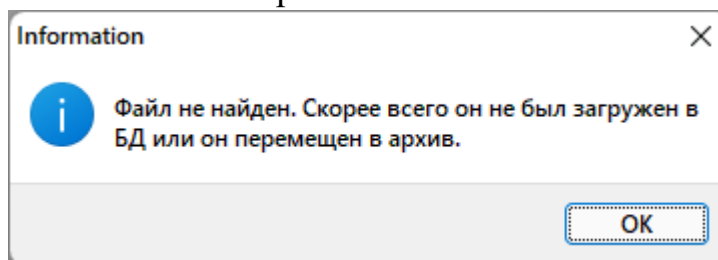 Information
Файл не найден. Скорее всего он не был загружен в
БД или он перемещен в архив.
OK